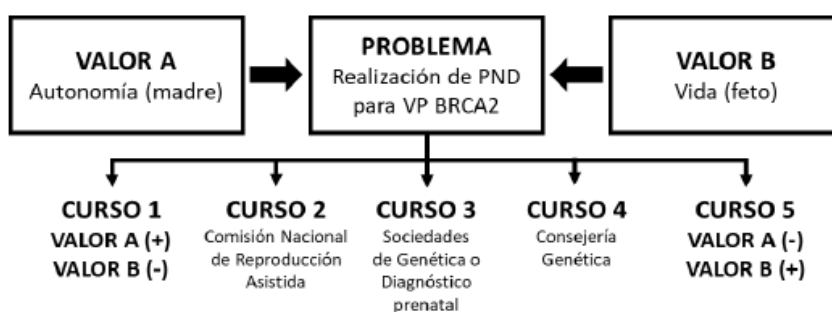 VALOR A
Autonomía (madre)
PROBLEMA
Realización de PND
para VP BRCA2
VALOR B
Vida (feto)
CURSO 1
VALOR A (+)
VALOR B (-)
CURSO 2
Comisión Nacional
de Reproducción
Asistida
CURSO 3
Sociedades
de Genética o
Diagnóstico
prenatal
CURSO 4
Consejería
Genética
CURSO 5
VALOR A (-)
VALOR B (+)